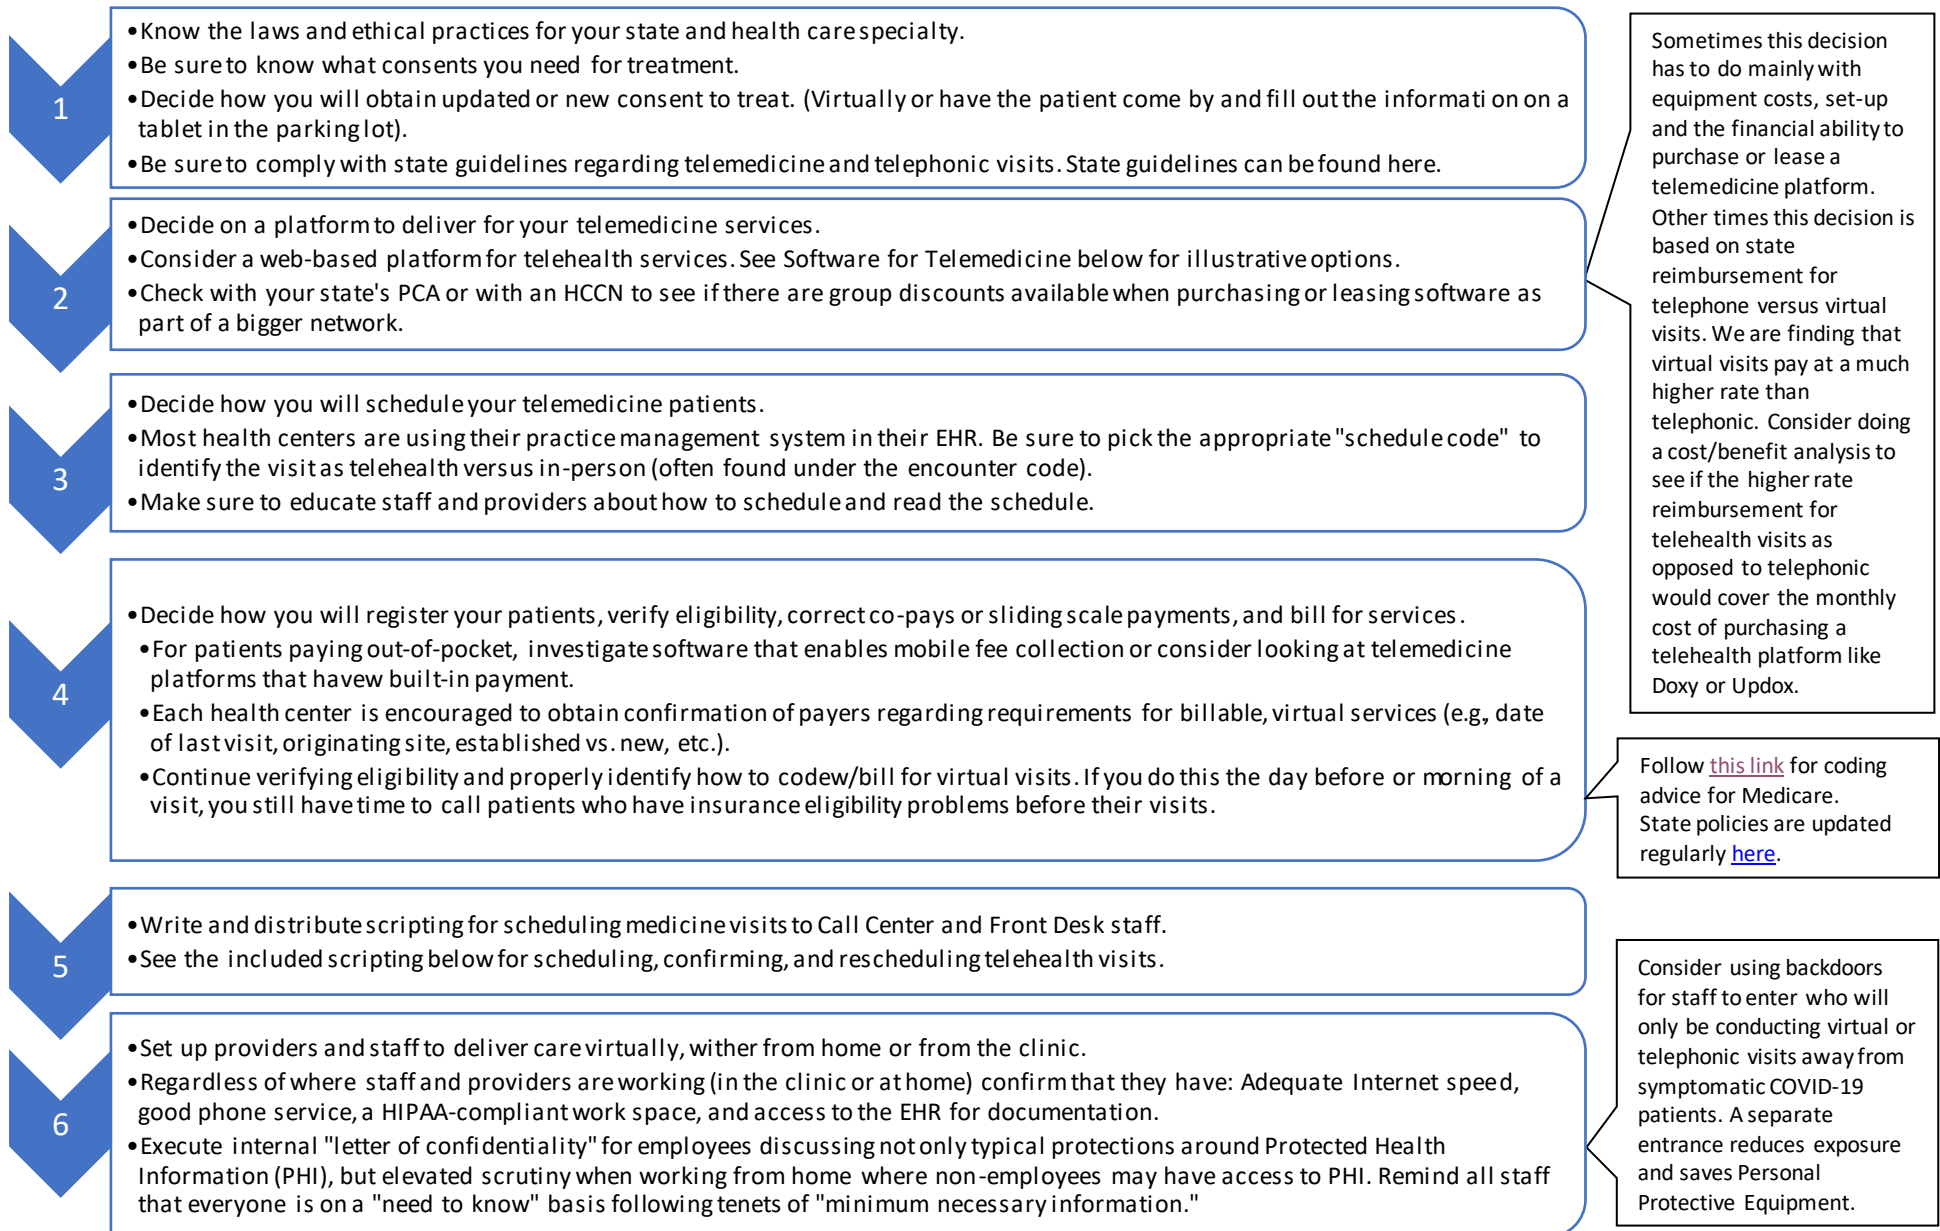 1
•Know the laws and ethical practices for your state and health care specialty.
•Be sure to know what consents you need for treatment.
•Decide how you will obtain updated or new consent to treat. (Virtually or have the patient come by and fill out the information on a
tablet in the parking lot).
•Be sure to comply with state guidelines regarding telemedicine and telephonic visits. State guidelines can be found here.
2
•Decide on a platform to deliver for your telemedicine services.
•Consider a web-based platform for telehealth services. See Software for Telemedicine below for illustrative options.
•Check with your state's PCA or with an HCCN to see if there are group discounts available when purchasing or leasing software as
part of a bigger network.
Sometimes this decision
has to do mainly with
equipment costs, set-up
and the financial ability to
purchase or lease a
telemedicine platform.
Other times this decision is
based on state
reimbursement for
telephone versus virtual
visits. We are finding that
virtual visits pay at a much
higher rate than
telephonic. Consider doing
a cost/benefit analysis to
see if the higher rate
reimbursement for
telehealth visits as
opposed to telephonic
would cover the monthly
cost of purchasing a
telehealth platform like
Doxy or Updox.
3
•Decide how you will schedule your telemedicine patients.
•Most health centers are using their practice management system in their EHR. Be sure to pick the appropriate "schedule code" to
identify the visit as telehealth versus in-person (often found under the encounter code).
•Make sure to educate staff and providers about how to schedule and read the schedule.
4
•Decide how you will register your patients, verify eligibility, correct co-pays or sliding scale payments, and bill for services.
•For patients paying out-of-pocket, investigate software that enables mobile fee collection or consider looking at telemedicine
platforms that havew built-in payment.
•Each health center is encouraged to obtain confirmation of payers regarding requirements for billable, virtual services (e.g., date
of last visit, originating site, established vs. new, etc.).
•Continue verifying eligibility and properly identify how to codew/bill for virtual visits. If you do this the day before or morning of a
visit, you still have time to call patients who have insurance eligibility problems before their visits.
Follow this link for coding
advice for Medicare.
State policies are updated
regularly here.
5
•Write and distribute scripting for scheduling medicine visits to Call Center and Front Desk staff.
•See the included scripting below for scheduling, confirming, and rescheduling telehealth visits.
6
•Set up providers and staff to deliver care virtually, wither from home or from the clinic.
•Regardless of where staff and providers are working (in the clinic or at home) confirm that they have: Adequate Internet speed,
good phone service, a HIPAA-compliant work space, and access to the EHR for documentation.
•Execute internal "letter of confidentiality" for employees discussing not only typical protections around Protected Health
Information (PHI), but elevated scrutiny when working from home where non-employees may have access to PHI. Remind all staff
that everyone is on a "need to know" basis following tenets of "minimum necessary information."
Consider using backdoors
for staff to enter who will
only be conducting virtual or
telephonic visits away from
symptomatic COVID-19
patients. A separate
entrance reduces exposure
and saves Personal
Protective Equipment.